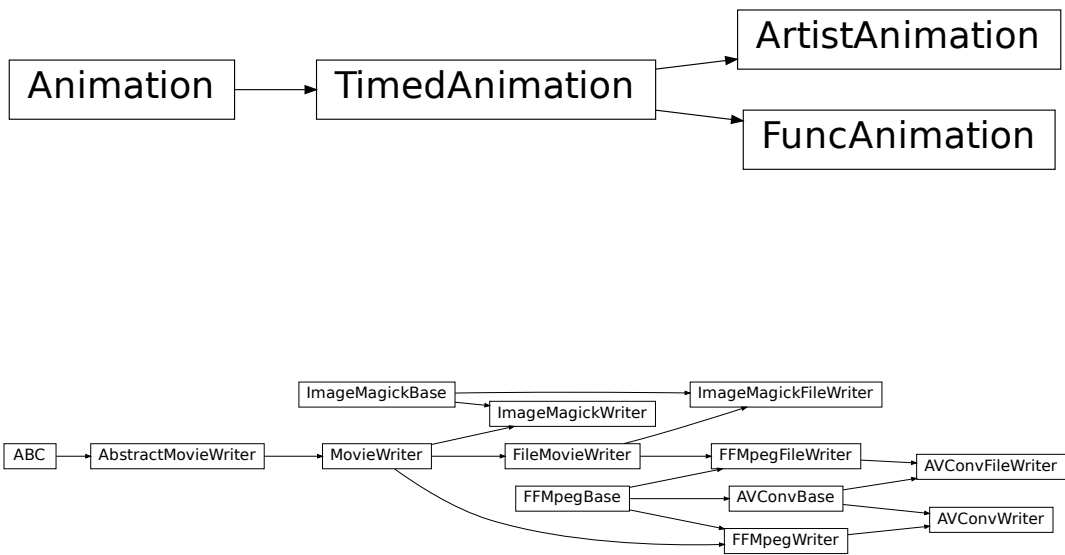 ArtistAnimation
Animation
TimedAnimation
FuncAnimation
ImageMagickBase
ImageMagickFileWriter
ImageMagickWriter
ABC
AbstractMovieWriter
MovieWriter
FileMovieWriter
FFMpegFileWriter
AVConvFileWriter
FFMpegBase
AVConvBase
AVConvWriter
FFMpegWriter